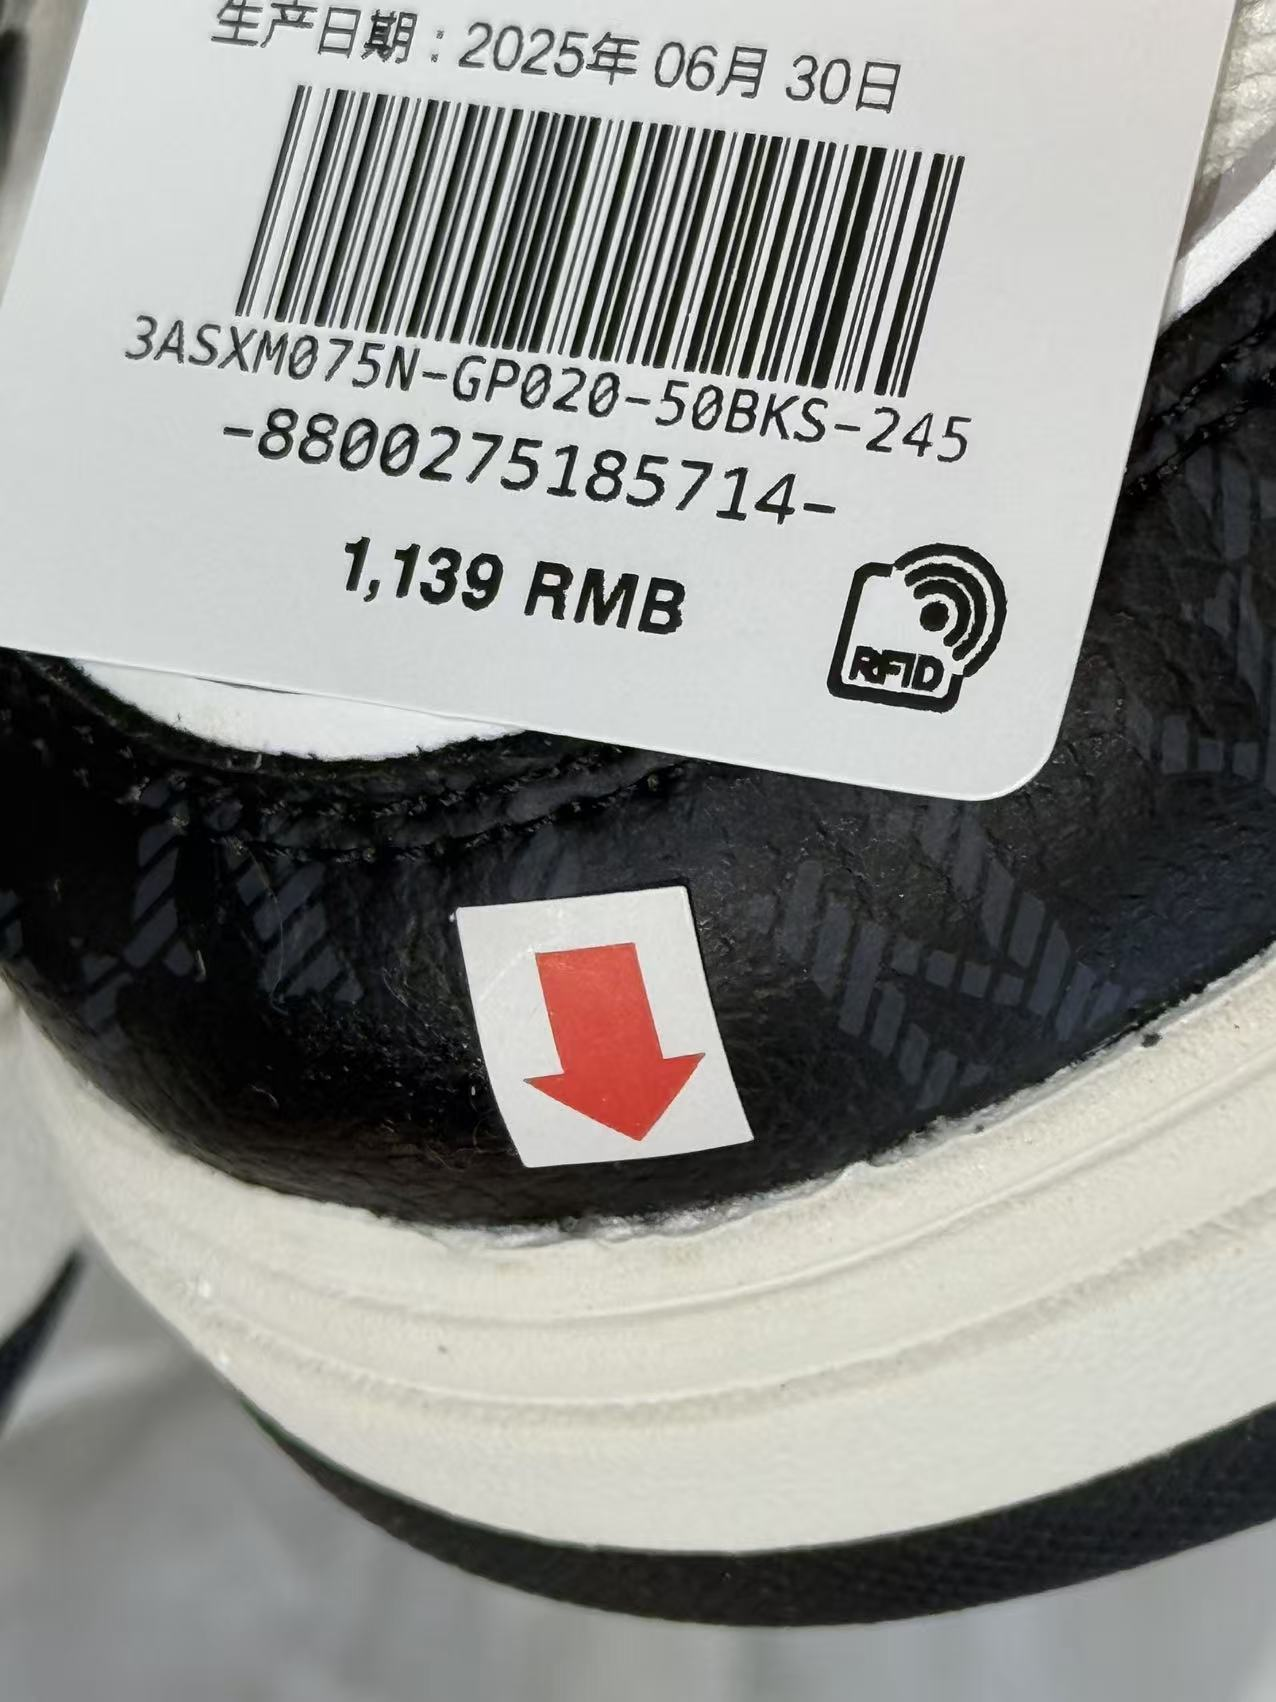 生产日期：2025年 06月 30日
3ASXM075N-GP020-50BKS-245
-8800275185714-
1,139 RMB
RFID